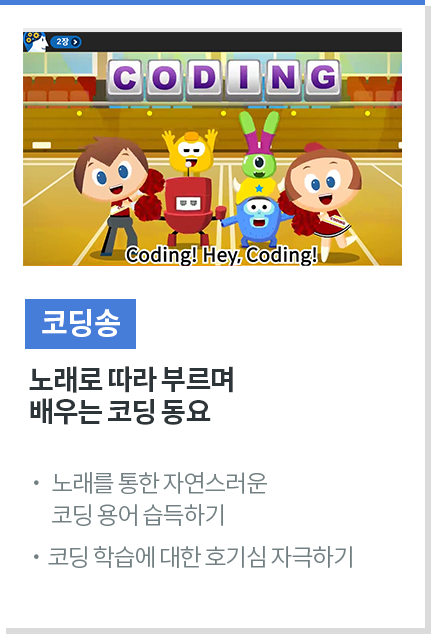 2장
CODING
Coding! Hey, Coding!
코딩송
노래로 따라 부르며
배우는 코딩 동요
• 노래를 통한 자연스러운
코딩 용어 습득하기
• 코딩 학습에 대한 호기심 자극하기